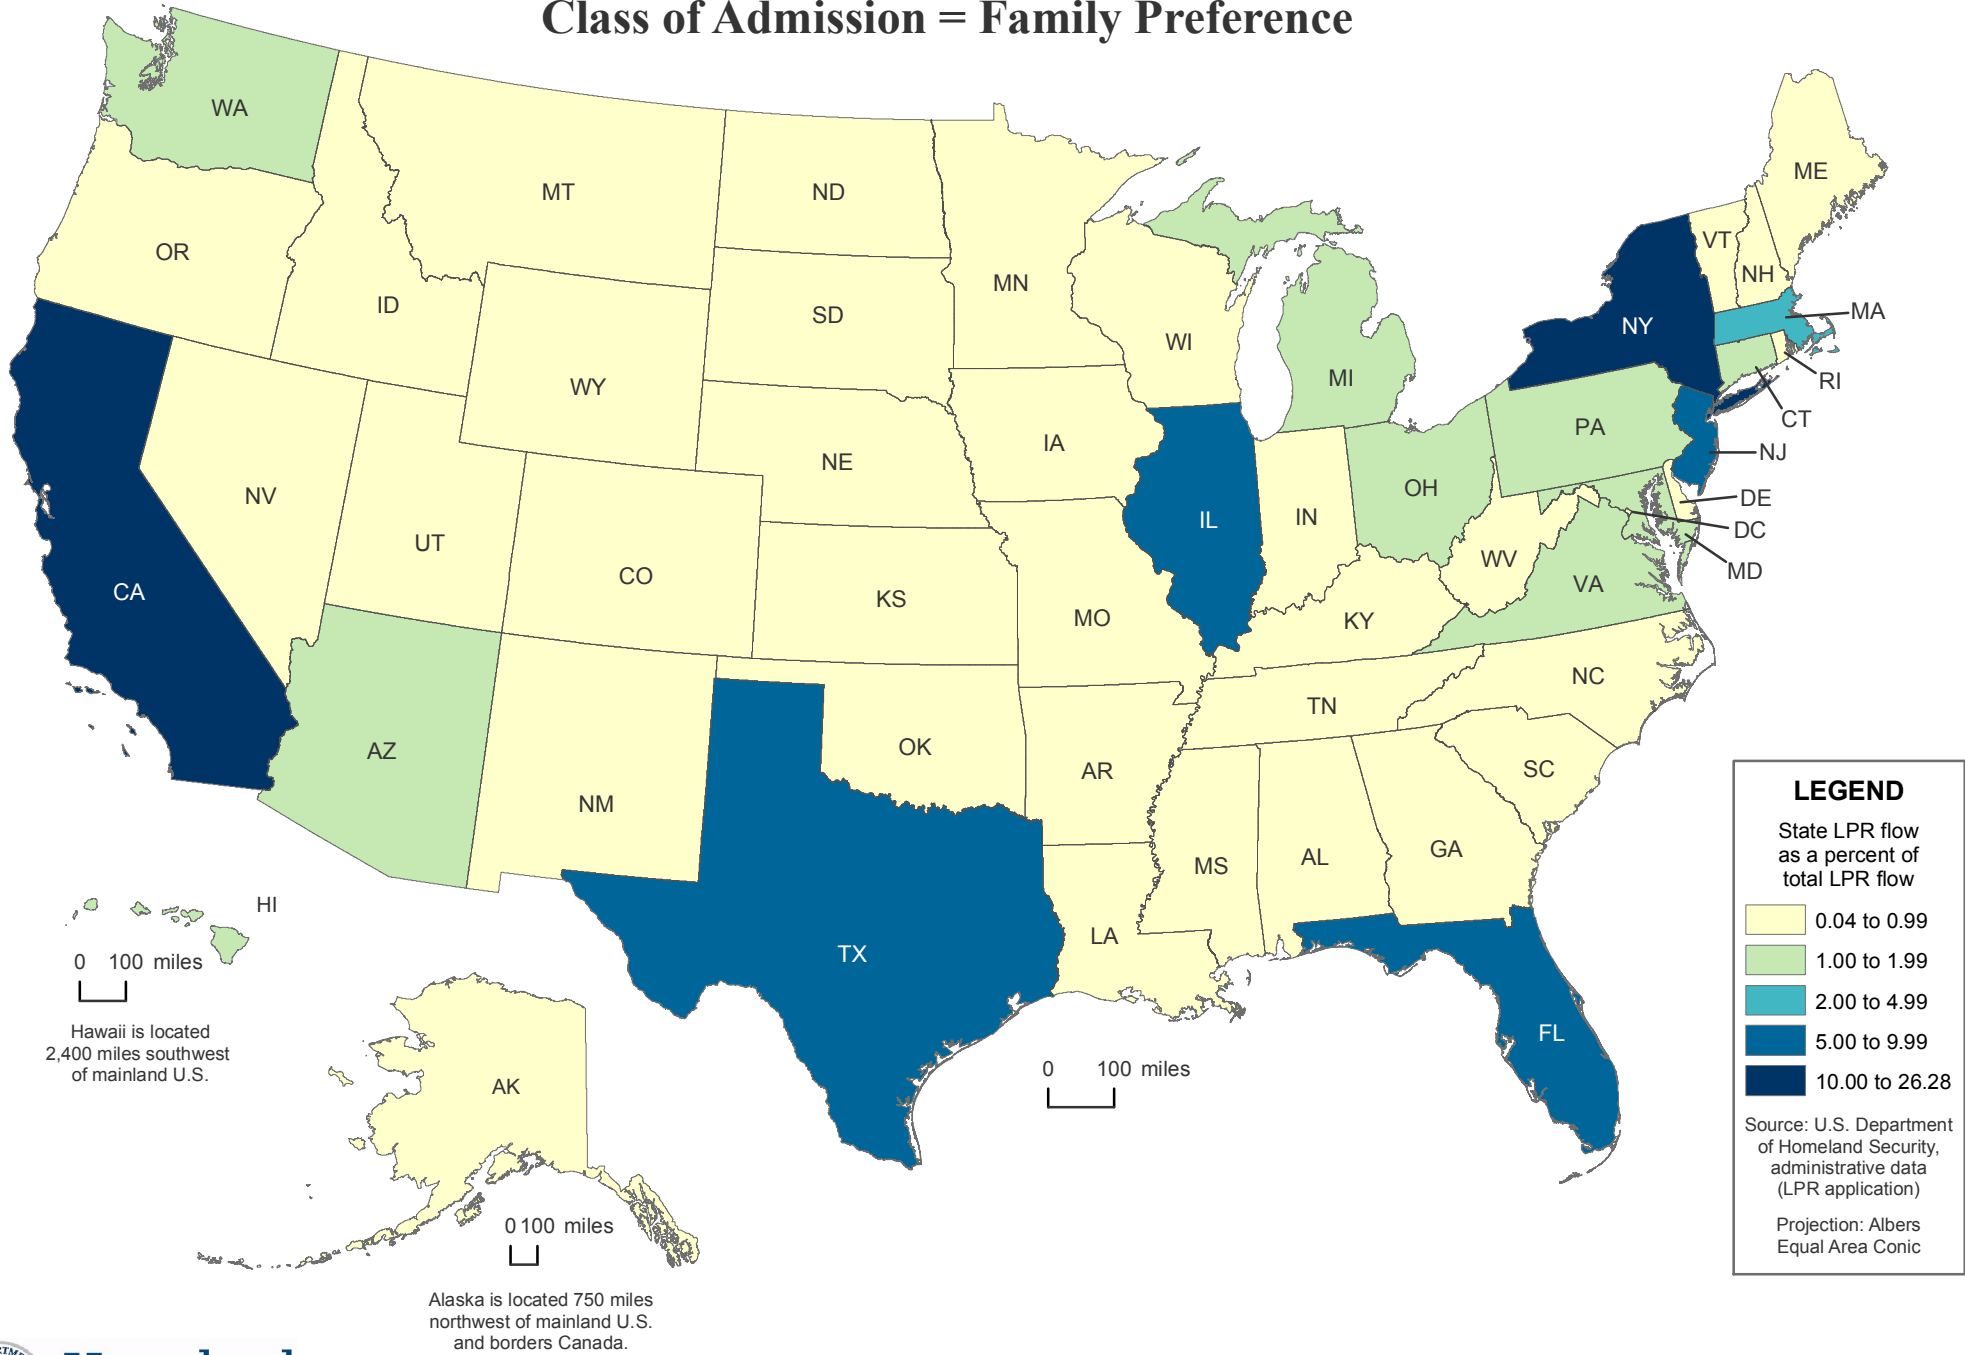 Class of Admission = Family Preference
WA
MT
ND
ME
OR
ID
MN
VT
NH
SD
WI
NY
MA
WY
MI
RI
CT
IA
PA
NJ
NE
NV
OH
DE
IL
IN
DC
UT
CO
WV
MD
CA
KS
VA
MO
KY
NC
TN
AZ
OK
AR
SC
NM
MS
AL
GA
HI
LA
TX
FL
AK
0 100 miles
Hawaii is located
2,400 miles southwest
of mainland U.S.
0 100 miles
0 100 miles
Alaska is located 750 miles
northwest of mainland U.S.
and borders Canada.
LEGEND
State LPR flow
as a percent of
total LPR flow
0.04 to 0.99
1.00 to 1.99
2.00 to 4.99
5.00 to 9.99
10.00 to 26.28
Source: U.S. Department
of Homeland Security,
administrative data
(LPR application)
Projection: Albers
Equal Area Conic